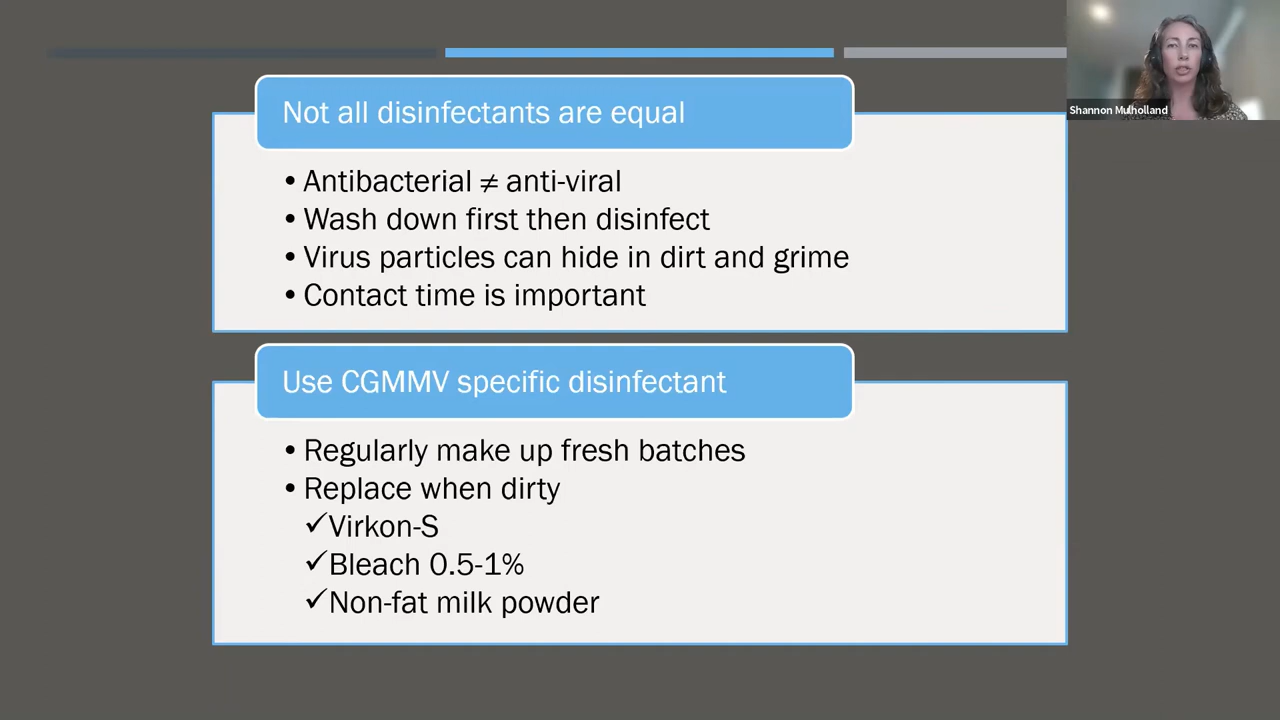 Shannon Mulholland
Not all disinfectants are equal
• Antibacterial ≠ anti-viral
• Wash down first then disinfect
• Virus particles can hide in dirt and grime
• Contact time is important
Use CGMMV specific disinfectant
• Regularly make up fresh batches
• Replace when dirty
✓Virkon-S
✓Bleach 0.5-1%
✓Non-fat milk powder